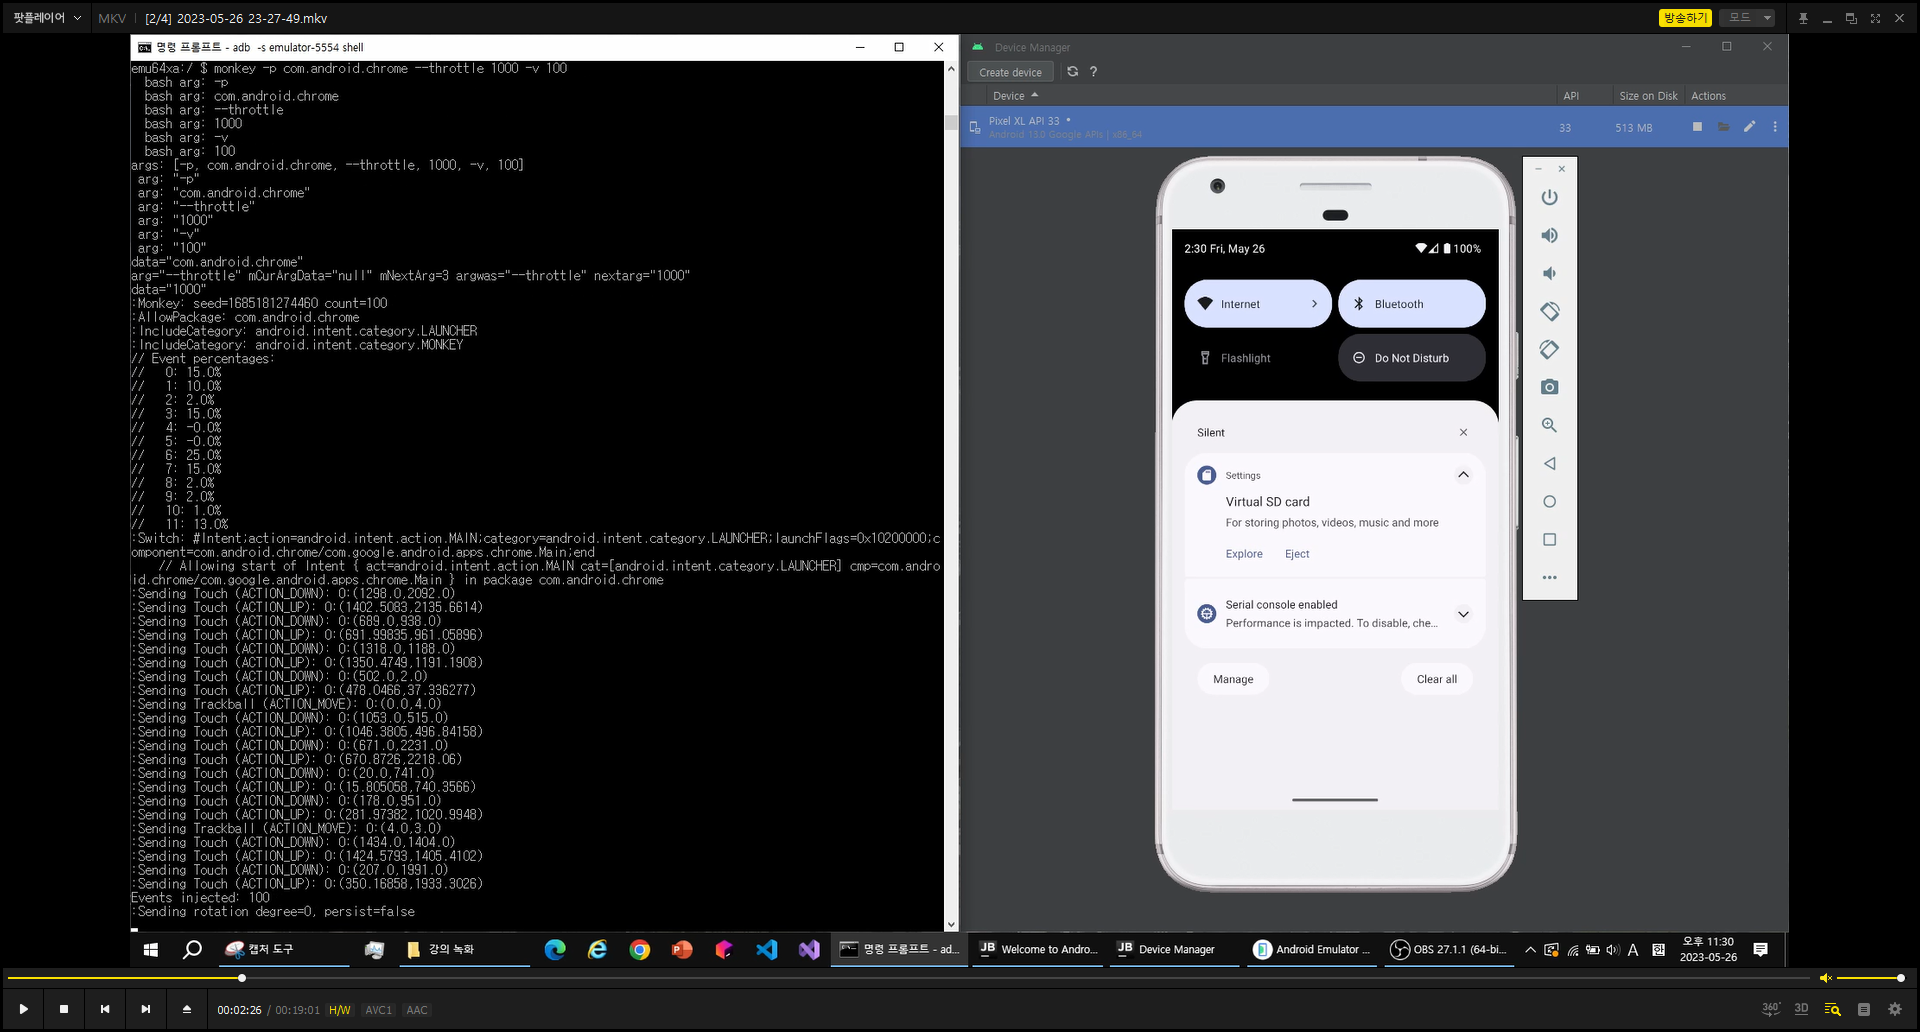 팟플레이어
MKV
[2/4] 2023-05-26 23-27-49.mkv
방송하기
모드
명령 프롬프트 - adb  -s emulator-5554 shell
emu64xa:/ $ monkey -p com.android.chrome --throttle 1000 -v 100
bash arg: -p
bash arg: com.android.chrome
bash arg: --throttle
bash arg: 1000
bash arg: -v
bash arg: 100
args: [-p, com.android.chrome, --throttle, 1000, -v, 100]
arg: "-p"
arg: "com.android.chrome"
arg: "--throttle"
arg: "1000"
arg: "-v"
arg: "100"
data="com.android.chrome"
arg="--throttle" mCurArgData="null" mNextArg=3 argwas="--throttle" nextarg="1000"
data="1000"
:Monkey: seed=1685181274460 count=100
:AllowPackage: com.android.chrome
:IncludeCategory: android.intent.category.LAUNCHER
:IncludeCategory: android.intent.category.MONKEY
// Event percentages:
//   0: 15.0%
//   1: 10.0%
//   2: 2.0%
//   3: 15.0%
//   4: -0.0%
//   5: -0.0%
//   6: 25.0%
//   7: 15.0%
//   8: 2.0%
//   9: 2.0%
//   10: 1.0%
//   11: 13.0%
:Switch: #Intent;action=android.intent.action.MAIN;category=android.intent.category.LAUNCHER;launchFlags=0x10200000;c
omponent=com.android.chrome/com.google.android.apps.chrome.Main;end
// Allowing start of Intent { act=android.intent.action.MAIN cat=[android.intent.category.LAUNCHER] cmp=com.andro
id.chrome/com.google.android.apps.chrome.Main } in package com.android.chrome
:Sending Touch (ACTION_DOWN): 0:(1298.0,2092.0)
:Sending Touch (ACTION_UP): 0:(1402.5083,2135.6614)
:Sending Touch (ACTION_DOWN): 0:(689.0,938.0)
:Sending Touch (ACTION_UP): 0:(691.99835,961.05896)
:Sending Touch (ACTION_DOWN): 0:(1318.0,1188.0)
:Sending Touch (ACTION_UP): 0:(1350.4749,1191.1908)
:Sending Touch (ACTION_DOWN): 0:(502.0,2.0)
:Sending Touch (ACTION_UP): 0:(478.0466,37.336277)
:Sending Trackball (ACTION_MOVE): 0:(0.0,4.0)
:Sending Touch (ACTION_DOWN): 0:(1053.0,515.0)
:Sending Touch (ACTION_UP): 0:(1046.3805,496.84158)
:Sending Touch (ACTION_DOWN): 0:(671.0,2231.0)
:Sending Touch (ACTION_UP): 0:(670.8726,2218.06)
:Sending Touch (ACTION_DOWN): 0:(20.0,741.0)
:Sending Touch (ACTION_UP): 0:(15.805058,740.3566)
:Sending Touch (ACTION_DOWN): 0:(178.0,951.0)
:Sending Touch (ACTION_UP): 0:(281.97382,1020.9948)
:Sending Trackball (ACTION_MOVE): 0:(4.0,3.0)
:Sending Touch (ACTION_DOWN): 0:(1434.0,1404.0)
:Sending Touch (ACTION_UP): 0:(1424.5793,1405.4102)
:Sending Touch (ACTION_DOWN): 0:(207.0,1991.0)
:Sending Touch (ACTION_UP): 0:(350.16858,1933.3026)
Events injected: 100
:Sending rotation degree=0, persist=false
Device Manager
Create device
?
Device API Size on Disk Actions
Pixel XL API 33
Android 13.0 Google APIs | x86_64
33 513 MB
2:30 Fri, May 26 100%
Internet Bluetooth
Flashlight Do Not Disturb
Silent
Settings
Virtual SD card
For storing photos, videos, music and more
Explore Eject
Serial console enabled
Performance is impacted. To disable, che...
Manage Clear all
캡처 도구
강의 녹화
명령 프롬프트 - ad...
JB
Welcome to Andro...
JB
Device Manager
Android Emulator ...
OBS 27.1.1 (64-bi...
A
오후 11:30
2023-05-26
00:02:26 / 00:19:01 H/W AVC1 AAC
360°
3D